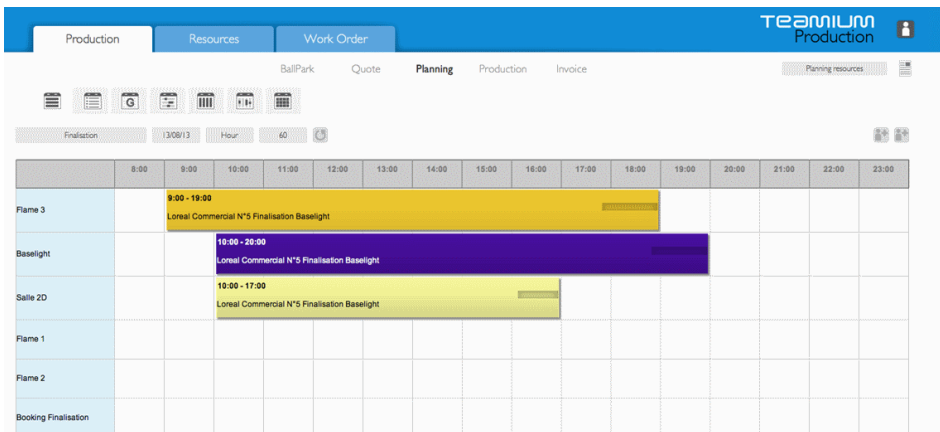 TEAMIUM
Production
Production Resources Work Order
BallPark Quote Planning Production Invoice
Planning resources
G
Finalisation 13/08/13 Hour 60
8:00 9:00 10:00 11:00 12:00 13:00 14:00 15:00 16:00 17:00 18:00 19:00 20:00 21:00 22:00 23:00
9:00 - 19:00
Flame 3
Loreal Commercial N°5 Finalisation Baselight
10:00 - 20:00
Baselight
Loreal Commercial N°5 Finalisation Baselight
10:00 - 17:00
Salle 2D
Loreal Commercial N°5 Finalisation Baselight
Flame 1
Flame 2
Booking Finalisation